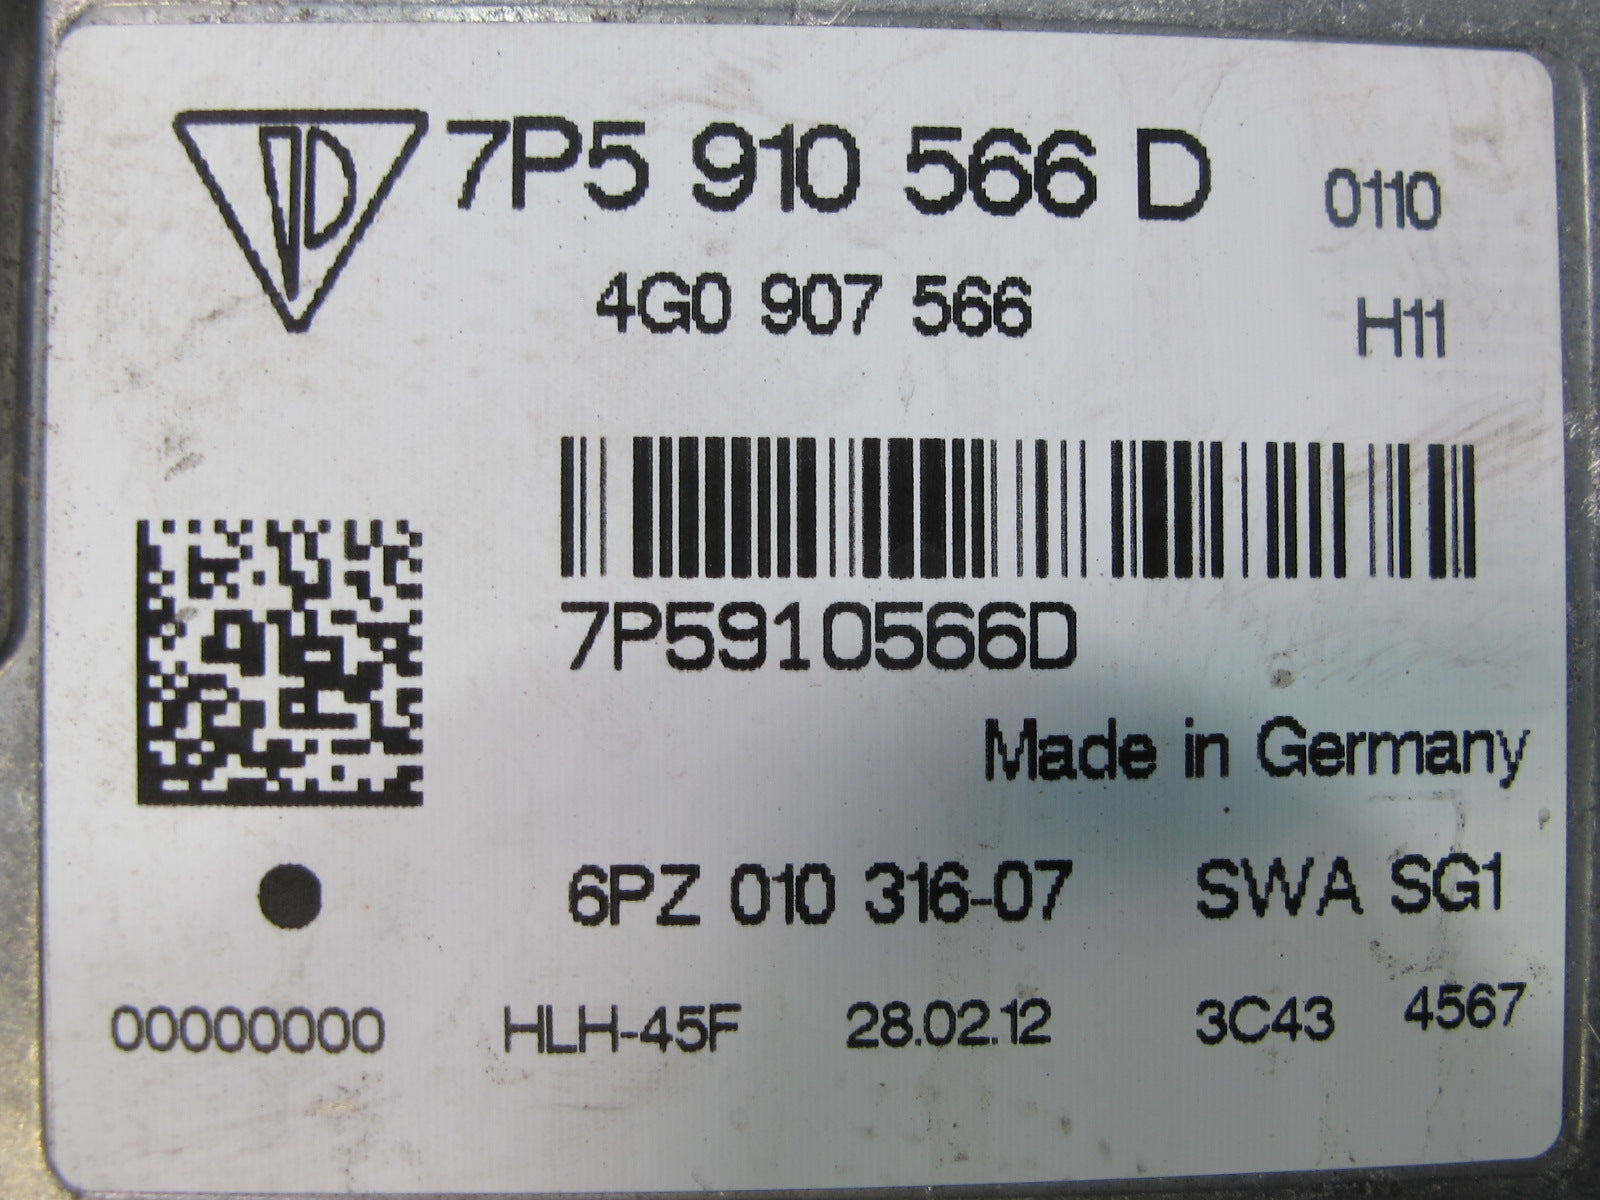 7P5 910 566 D 0110
4G0 907 566 H11
7P5910566D
Made in Germany
6PZ 010 316-07 SWA SG1
00000000 HLH-45F 28.02.12 3C43 4567